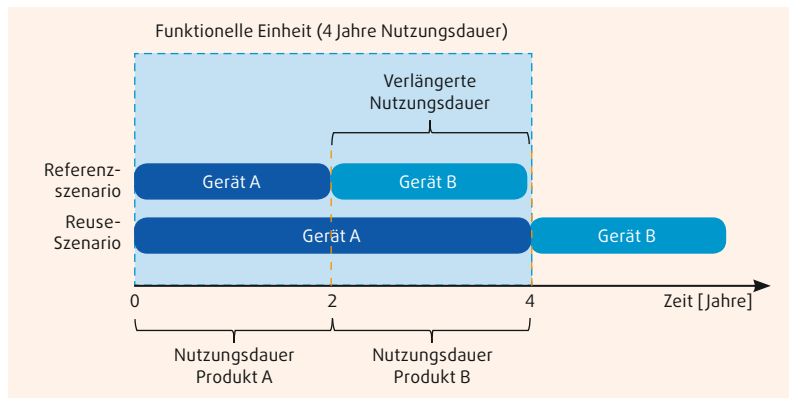 Funktionelle Einheit (4 Jahre Nutzungsdauer)
Verlängerte
Nutzungsdauer
Referenz-
szenario
Gerät A
Gerät B
Reuse-
Szenario
Gerät A
Gerät B
0
2
4
Zeit [Jahre]
Nutzungsdauer
Produkt A
Nutzungsdauer
Produkt B